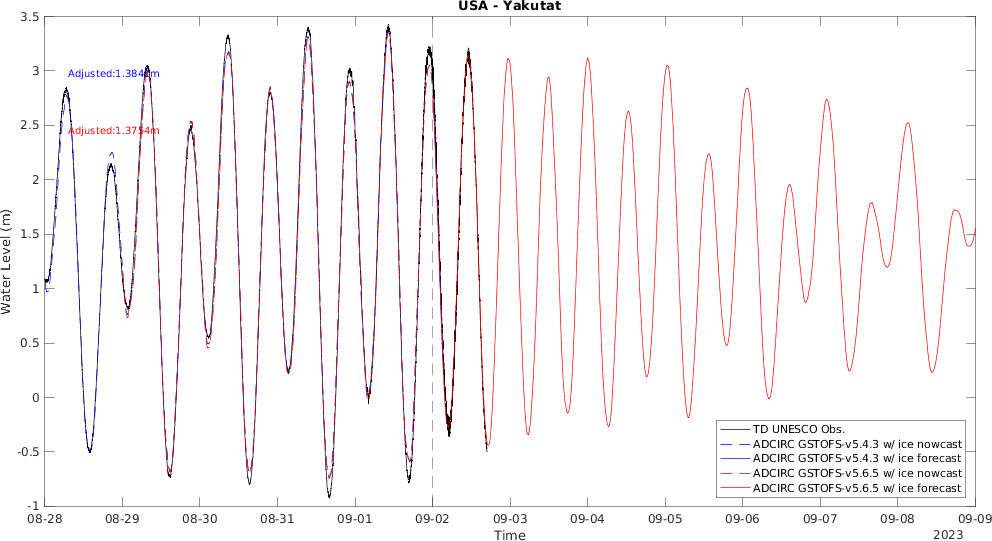 USA - Yakutat
3.5
3
2.5
2
1.5
1
0.5
0
-0.5
-1
Water Level (m)
Adjusted:1.384
Adjusted:1.3754m
TD UNESCO Obs.
ADCIRC GSTOFS-v5.4.3 w/ ice nowcast
ADCIRC GSTOFS-v5.4.3 w/ ice forecast
ADCIRC GSTOFS-v5.6.5 w/ ice nowcast
ADCIRC GSTOFS-v5.6.5 w/ ice forecast
08-28 08-29 08-30 08-31 09-01 09-02 09-03 09-04 09-05 09-06 09-07 09-08 09-09
Time
2023